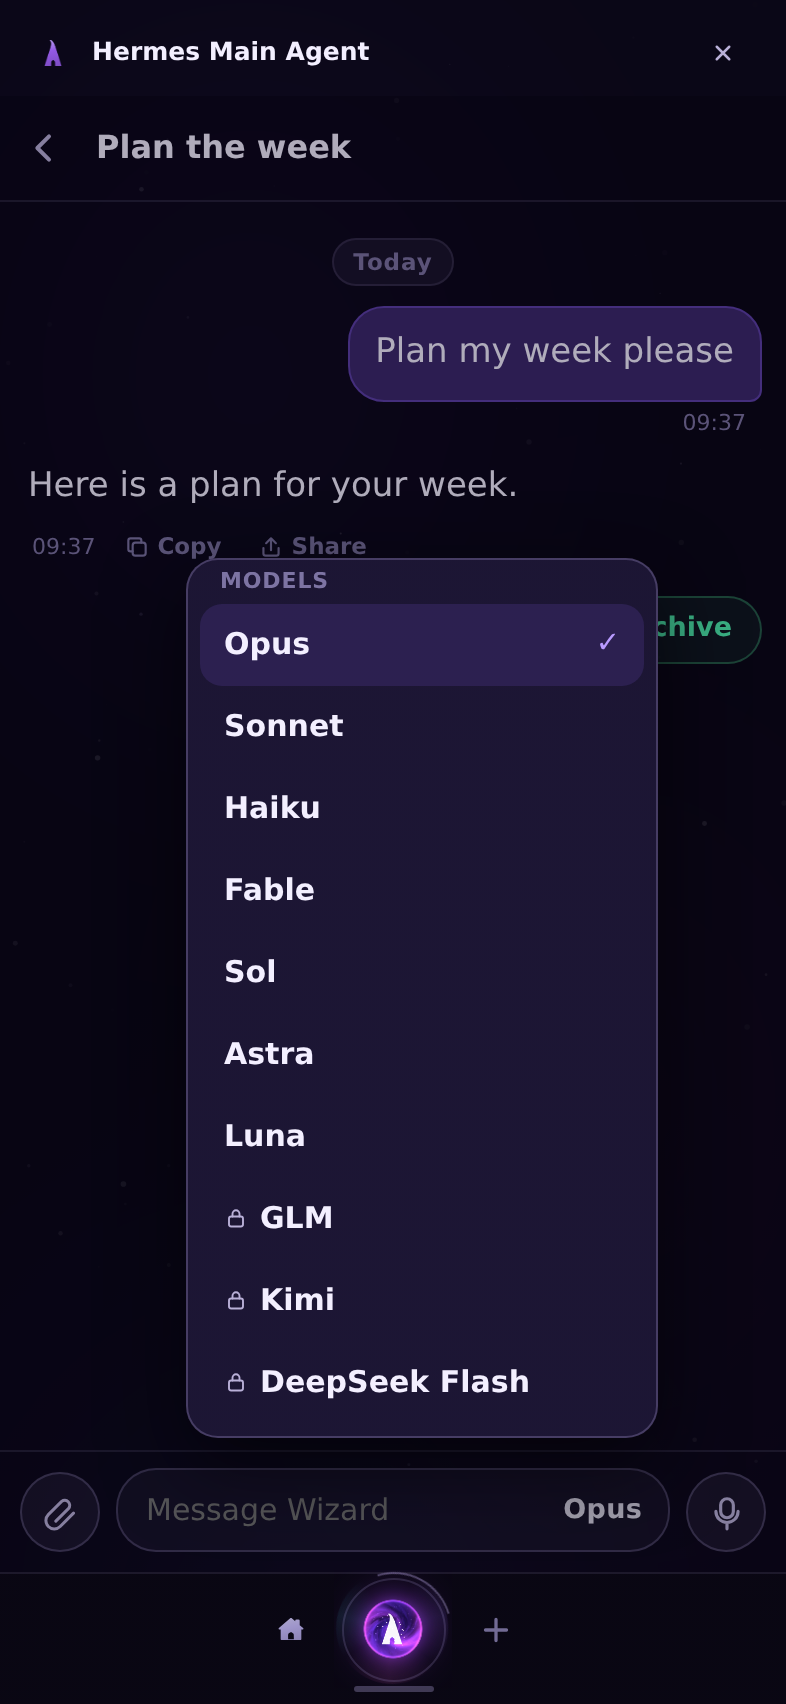 Hermes Main Agent
Plan the week
Today
Plan my week please
09:37
Here is a plan for your week.
09:37 Copy Share
MODELS
chive
Opus ✓
Sonnet
Haiku
Fable
Sol
Astra
Luna
GLM
Kimi
DeepSeek Flash
Message Wizard Opus